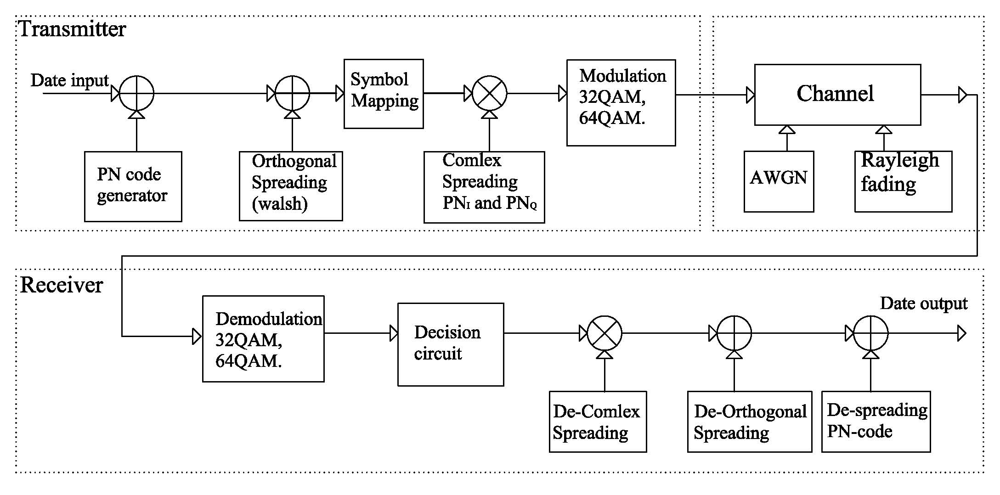 Transmitter
Date input
PN code
generator
Orthogonal
Spreading
(walsh)
Symbol
Mapping
Comlex
Spreading
PNI and PNQ
Modulation
32QAM,
64QAM.
Channel
AWGN
Rayleigh
fading
Receiver
Demodulation
32QAM,
64QAM.
Decision
circuit
De-Comlex
Spreading
De-Orthogonal
Spreading
De-spreading
PN-code
Date output